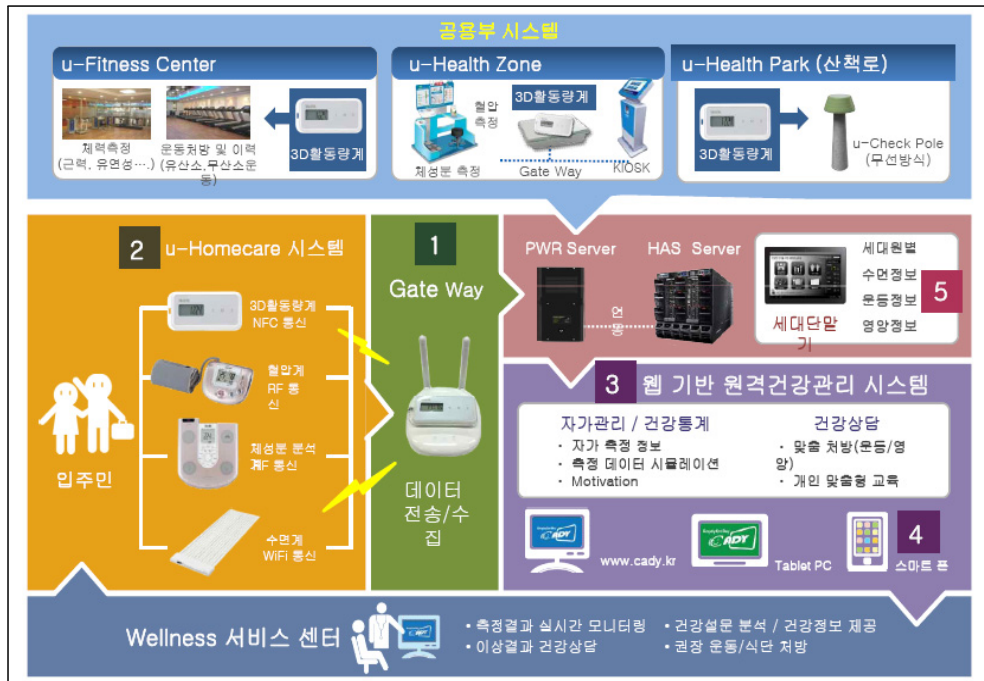 공용부 시스템
u-Fitness Center
체력측정
(근력, 유연성….)
운동처방 및 이력
(유산소,무산소운
동)
3D활동량계
u-Health Zone
혈압
측정
3D활동량계
체성분 측정
Gate Way
KIOSK
u-Health Park (산책로)
3D활동량계
u-Check Pole
(무선방식)
2 u-Homecare 시스템
3D활동량계
NFC 통신
혈압계
RF 통
신
체성분 분석
계RF 통신
수면계
WiFi 통신
입주민
1
Gate Way
데이터
전송/수
집
PWR Server
HAS Server
연
동
세대단말
기
세대원별
수면정보
운동정보
영양정보
5
3 웹 기반 원격건강관리 시스템
자가관리 / 건강통계
· 자가 측정 정보
· 측정 데이터 시뮬레이션
· Motivation
건강상담
· 맞춤 처방(운동/영
양)
· 개인 맞춤형 교육
CADY
www.cady.kr
CADY
Tablet PC
4
스마트 폰
Wellness 서비스 센터
• 측정결과 실시간 모니터링
• 이상결과 건강상담
• 건강설문 분석 / 건강정보 제공
• 권장 운동/식단 처방